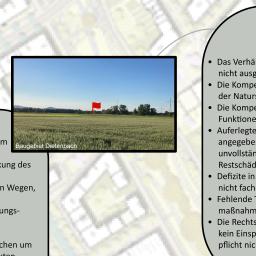 Baugebiet Dietenbach
m
kung des
n Wegen,
ungs-
chen um
Das Verhä
nicht ausg
Die Kompe
der Naturs
Die Kompe
Funktione
Auferlegte
angegebe
unvollstän
Restschäd
Defizite in
nicht fach
Fehlende
maßnahm
Die Rechts
kein Einsp
pflicht nic